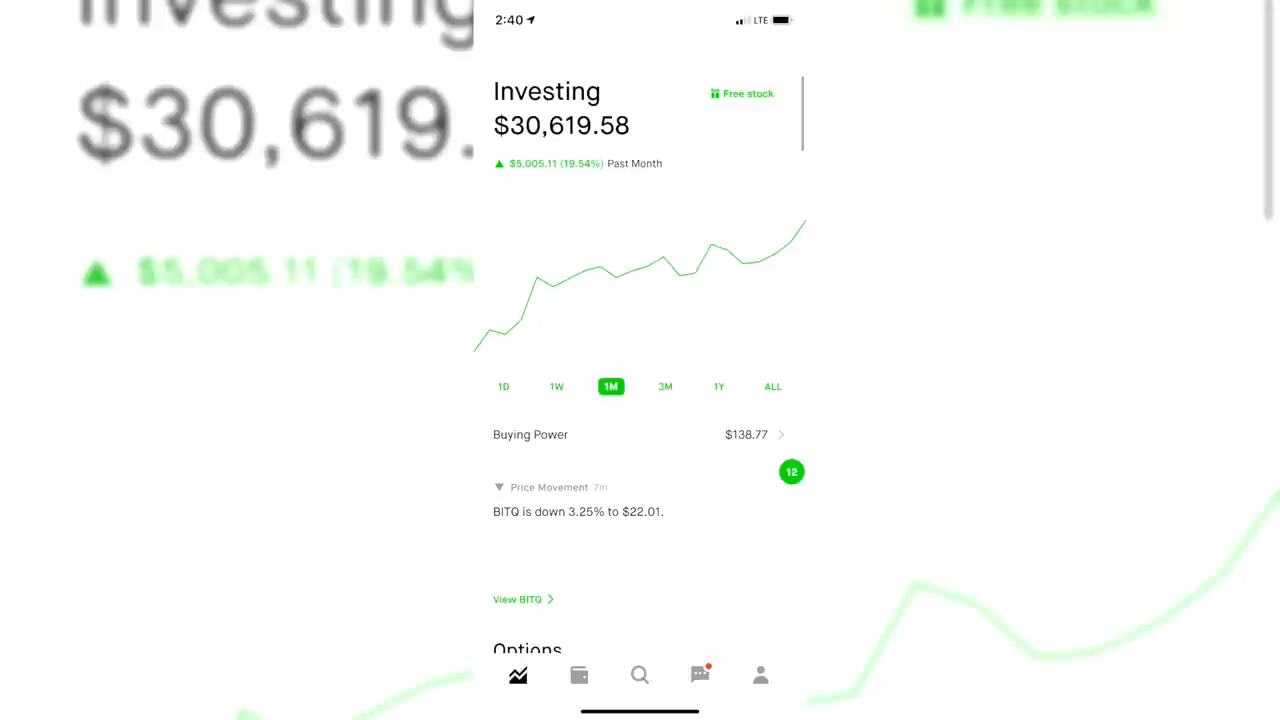 2:40 LTE
Investing
Free stock
$30,619.58
$5,005.11 (19.54%) Past Month
1D 1W 1M 3M 1Y ALL
Buying Power $138.77
12
Price Movement 7m
BITQ is down 3.25% to $22.01.
View BITQ
Options
Investing
$30,619.
$5,005.11 (19.54%
Free stock